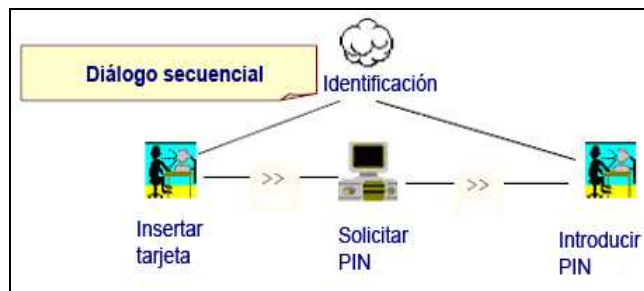 Diálogo secuencial
Identificación
>>
>>
Insertar
tarjeta
Solicitar
PIN
Introducir
PIN